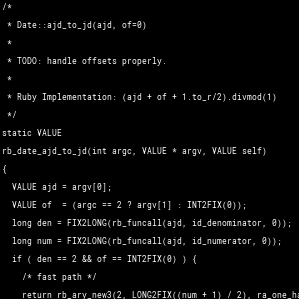 /*
 * Date::ajd_to_jd(ajd, of=0)
 *
 * TODO: handle offsets properly.
 *
 * Ruby Implementation: (ajd + of + 1.to_r/2).divmod(1)
 */
static VALUE
rb_date_ajd_to_jd(int argc, VALUE * argv, VALUE self)
{
  VALUE ajd = argv[0];
  VALUE of  = (argc == 2 ? argv[1] : INT2FIX(0));
  long den = FIX2LONG(rb_funcall(ajd, id_denominator, 0));
  long num = FIX2LONG(rb_funcall(ajd, id_numerator, 0));
  if ( den == 2 && of == INT2FIX(0) ) {
    /* fast path */
    return rb_ary_new3(2, LONG2FIX((num + 1) / 2), ra_one_ha